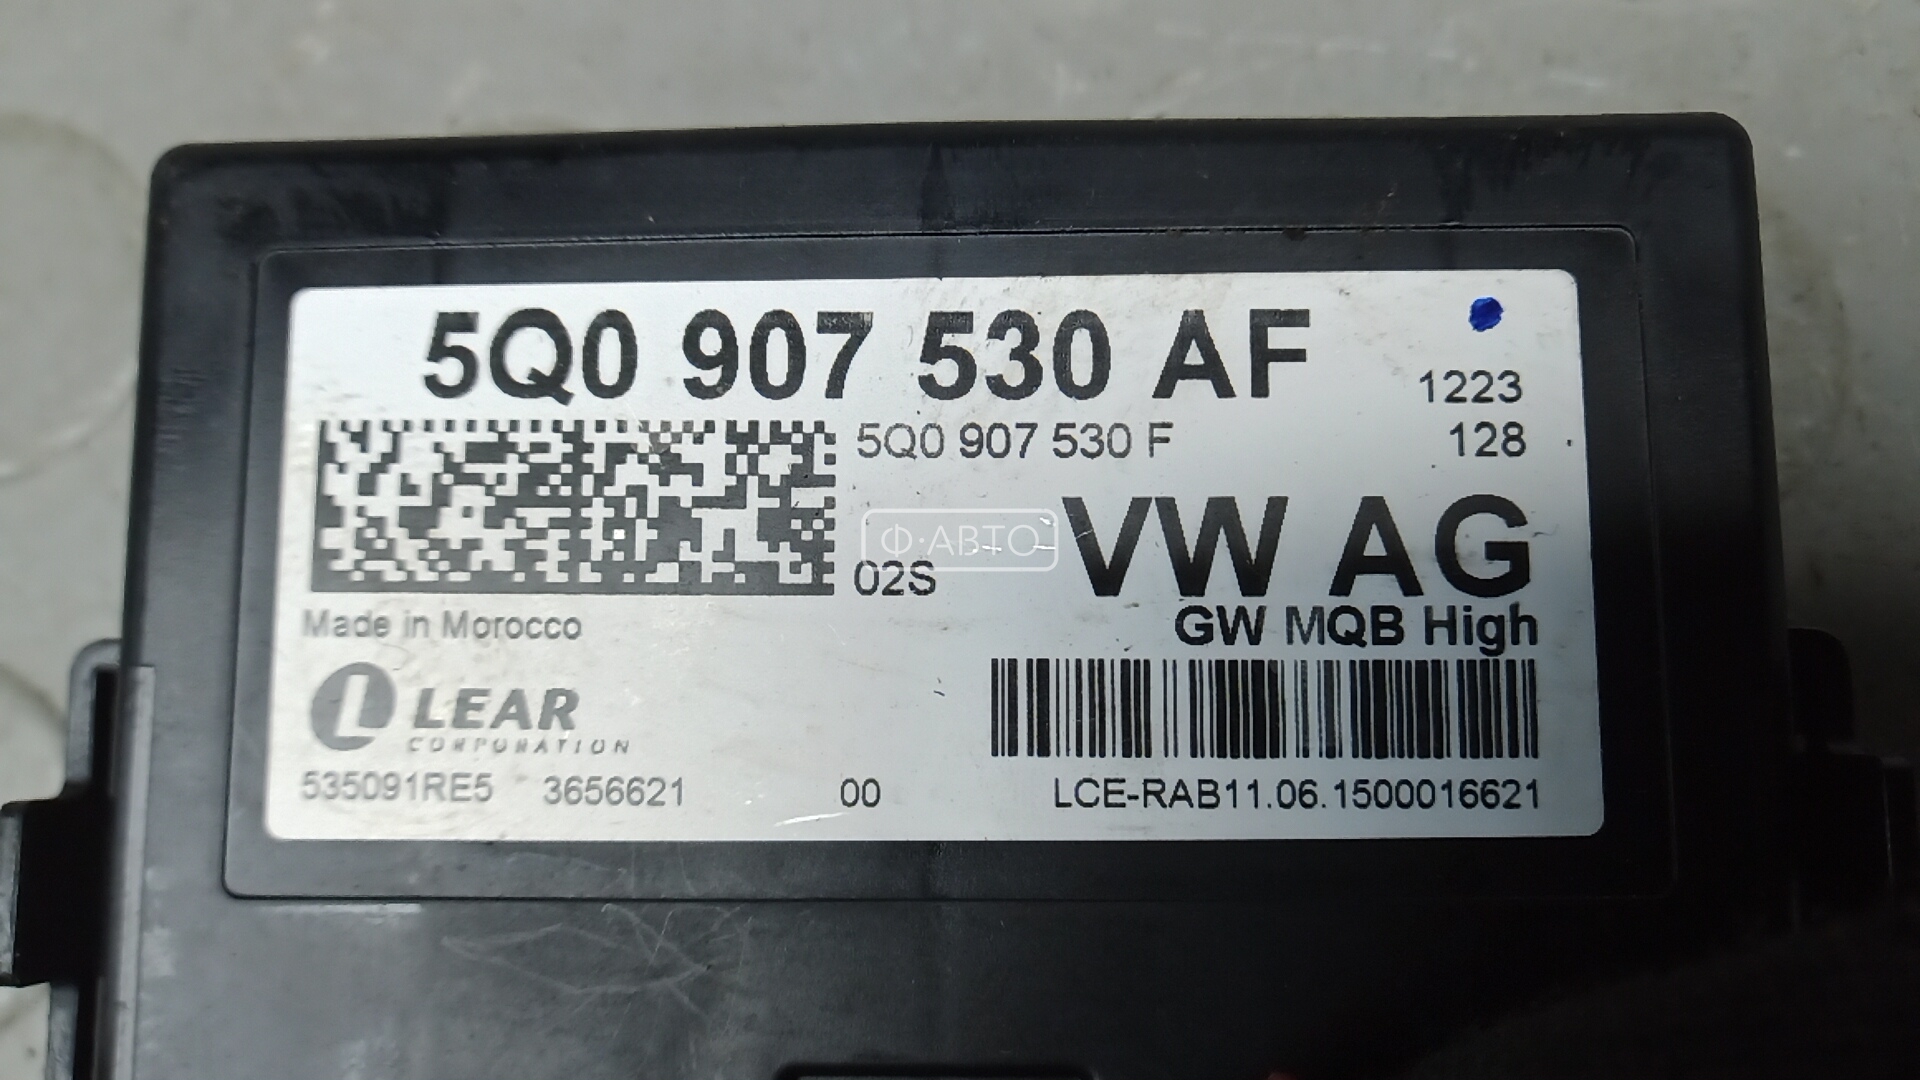 5Q0 907 530 AF
1223
5Q0 907 530 F
128
Ф·АВТО
VW AG
02S
GW MQB High
Made in Morocco
L LEAR
CORPORATION
535091RE5 3656621 00 LCE-RAB11.06.1500016621